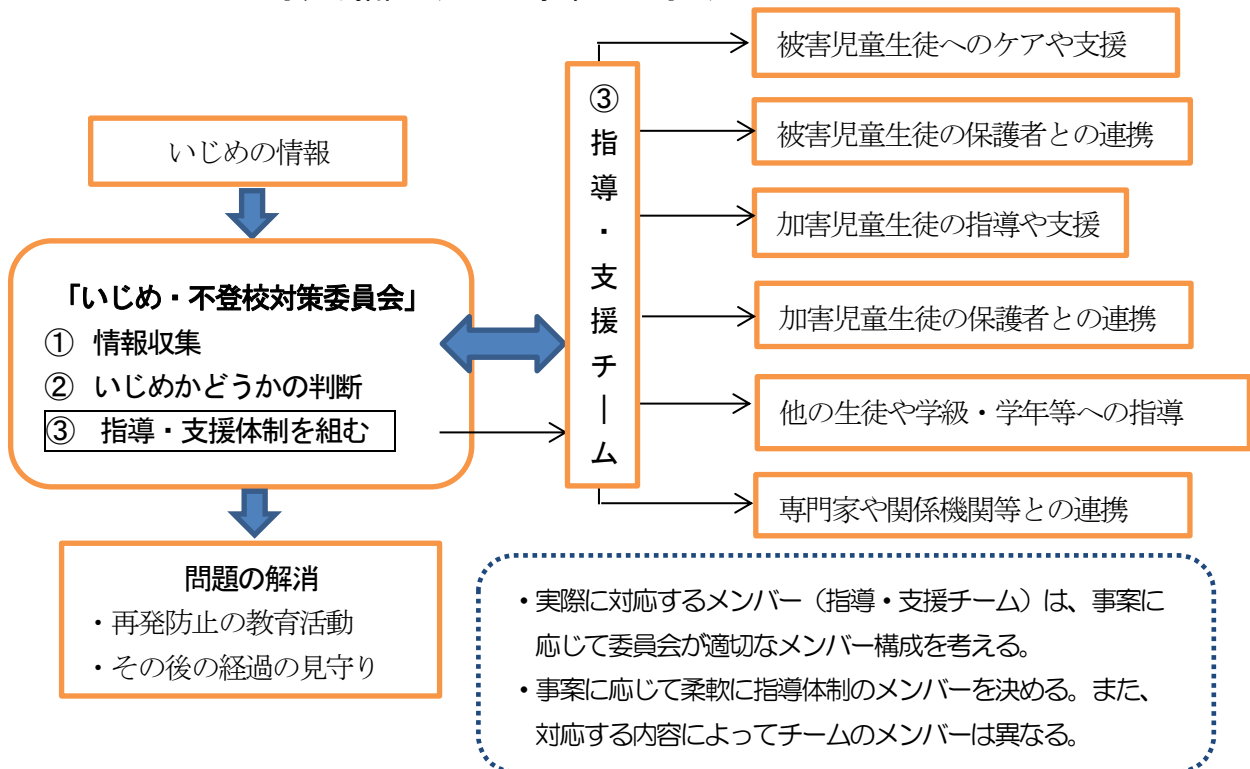 いじめの情報
「いじめ・不登校対策委員会」
① 情報収集
② いじめかどうかの判断
③ 指導・支援体制を組む
問題の解消
・再発防止の教育活動
・その後の経過の見守り
③指導・支援チーム
被害児童生徒へのケアや支援
被害児童生徒の保護者との連携
加害児童生徒の指導や支援
加害児童生徒の保護者との連携
他の生徒や学級・学年等への指導
専門家や関係機関等との連携
・実際に対応するメンバー（指導・支援チーム）は、事案に
応じて委員会が適切なメンバー構成を考える。
・事案に応じて柔軟に指導体制のメンバーを決める。また、
対応する内容によってチームのメンバーは異なる。